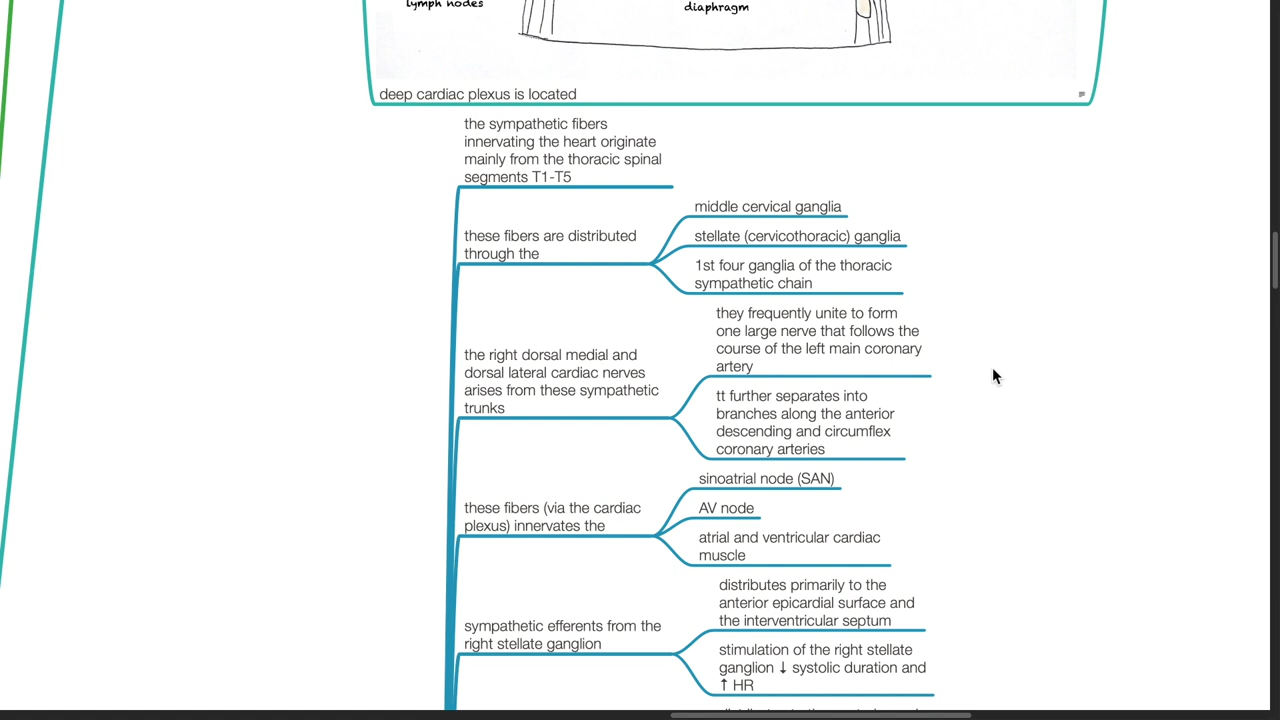 lymph nodes
diaphragm
deep cardiac plexus is located
the sympathetic fibers
innervating the heart originate
mainly from the thoracic spinal
segments T1-T5
these fibers are distributed
through the
middle cervical ganglia
stellate (cervicothoracic) ganglia
1st four ganglia of the thoracic
sympathetic chain
the right dorsal medial and
dorsal lateral cardiac nerves
arises from these sympathetic
trunks
they frequently unite to form
one large nerve that follows the
course of the left main coronary
artery
tt further separates into
branches along the anterior
descending and circumflex
coronary arteries
these fibers (via the cardiac
plexus) innervates the
sinoatrial node (SAN)
AV node
atrial and ventricular cardiac
muscle
sympathetic efferents from the
right stellate ganglion
distributes primarily to the
anterior epicardial surface and
the interventricular septum
stimulation of the right stellate
ganglion ↓ systolic duration and
↑ HR